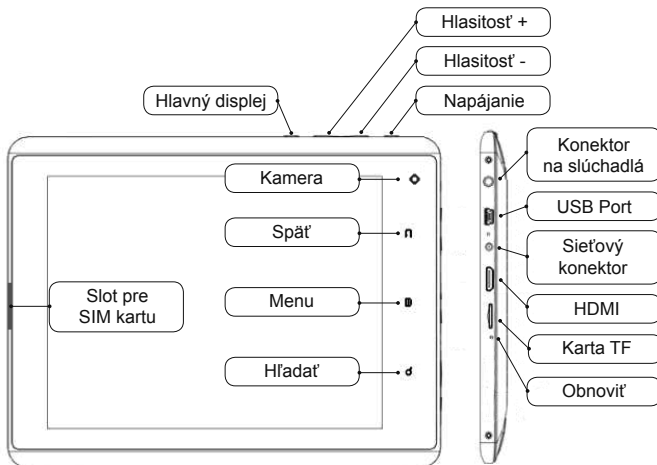 Hlasitosť +
Hlasitosť -
Hlavný displej
Napájanie
Kamera
Späť
Slot pre
SIM kartu
Menu
Hľadať
Konektor
na slúchadlá
USB Port
Sieťový
konektor
HDMI
Karta TF
Obnoviť